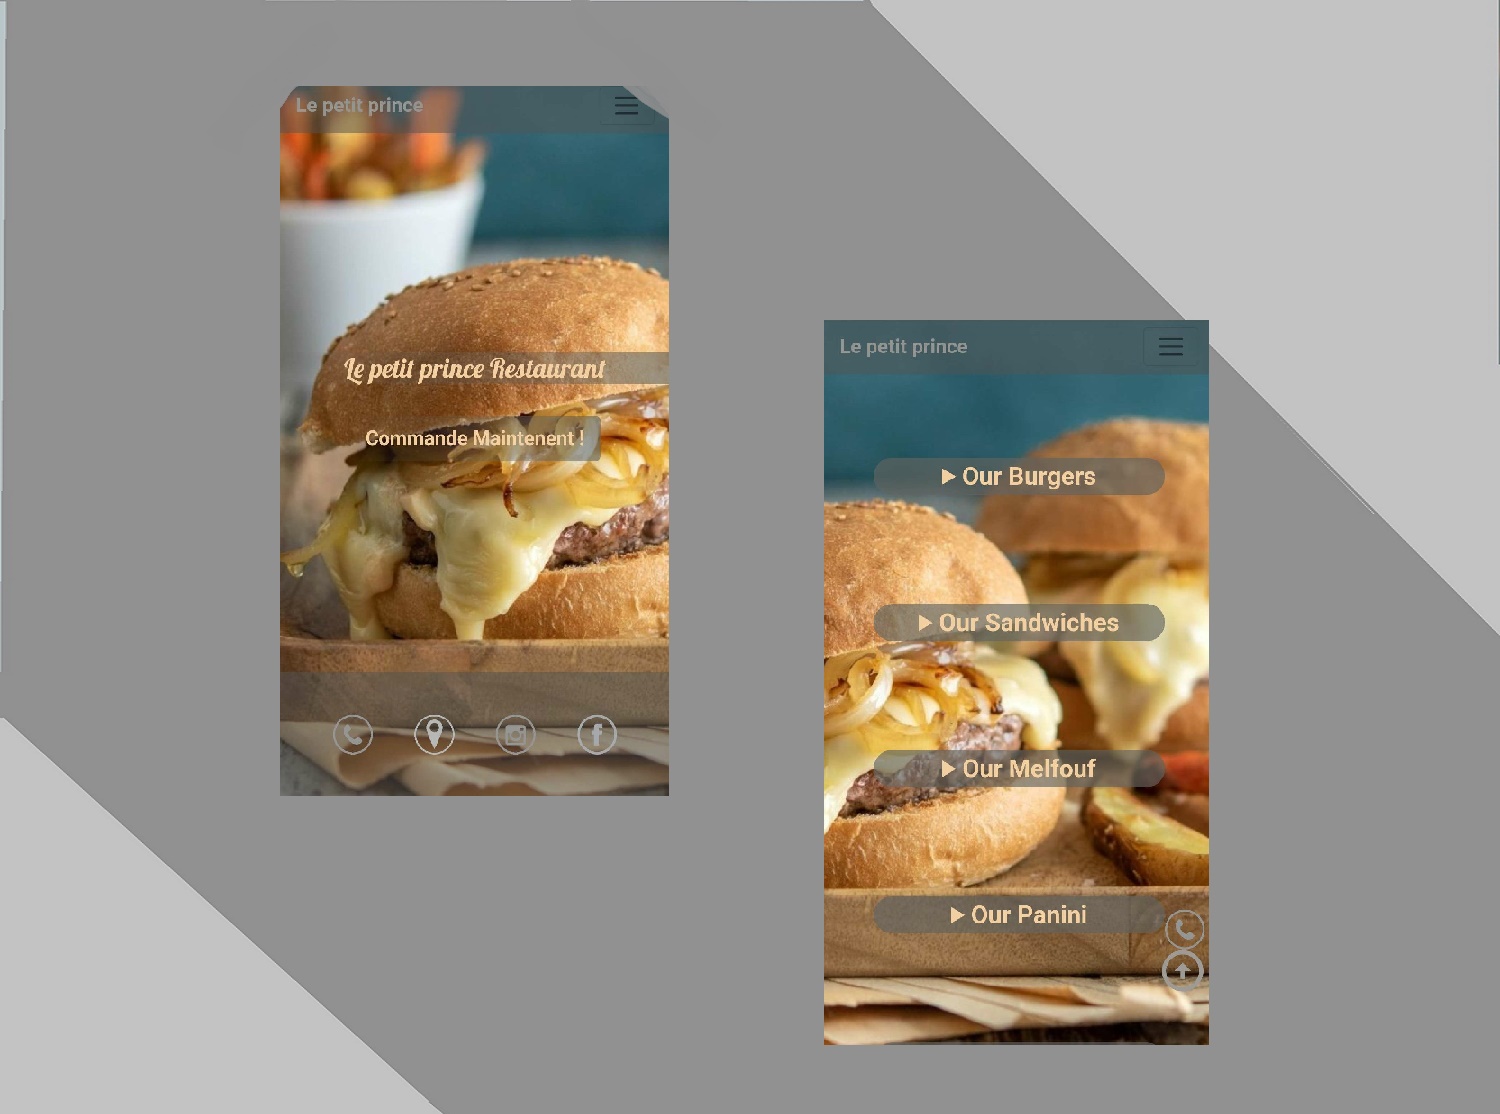 Le petit prince
Le petit prince Restaurant
Commande Maintenent !
Le petit prince
Our Burgers
Our Sandwiches
Our Melfouf
Our Panini